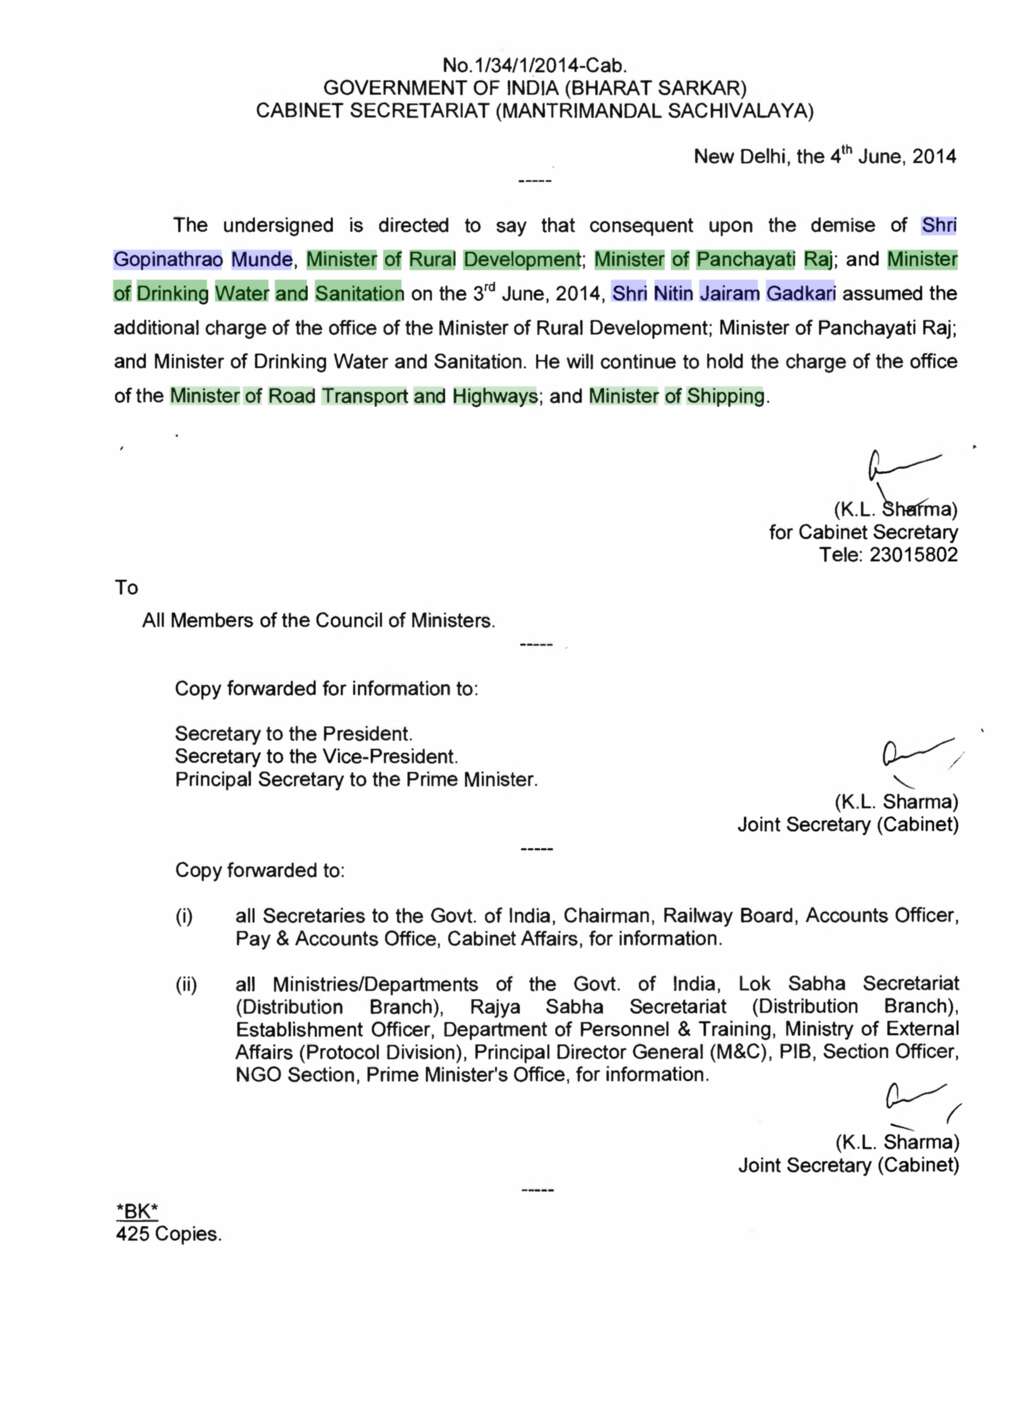 No.1/34/1/2014-Cab.
GOVERNMENT OF INDIA (BHARAT SARKAR)
CABINET SECRETARIAT (MANTRIMANDAL SACHIVALAYA)
New Delhi, the 4th June, 2014
-----
The undersigned is directed to say that consequent upon the demise of Shri
Gopinathrao Munde, Minister of Rural Development; Minister of Panchayati Raj; and Minister
of Drinking Water and Sanitation on the 3rd June, 2014, Shri Nitin Jairam Gadkari assumed the
additional charge of the office of the Minister of Rural Development; Minister of Panchayati Raj;
and Minister of Drinking Water and Sanitation. He will continue to hold the charge of the office
of the Minister of Road Transport and Highways; and Minister of Shipping.
(K.L. Sharma)
for Cabinet Secretary
Tele: 23015802
To
All Members of the Council of Ministers.
-----
Copy forwarded for information to:
Secretary to the President.
Secretary to the Vice-President.
Principal Secretary to the Prime Minister.
(K.L. Sharma)
Joint Secretary (Cabinet)
-----
Copy forwarded to:
(i) all Secretaries to the Govt. of India, Chairman, Railway Board, Accounts Officer,
Pay & Accounts Office, Cabinet Affairs, for information.
(ii) all Ministries/Departments of the Govt. of India, Lok Sabha Secretariat
(Distribution Branch), Rajya Sabha Secretariat (Distribution Branch),
Establishment Officer, Department of Personnel & Training, Ministry of External
Affairs (Protocol Division), Principal Director General (M&C), PIB, Section Officer,
NGO Section, Prime Minister's Office, for information.
(K.L. Sharma)
Joint Secretary (Cabinet)
-----
*BK*
425 Copies.